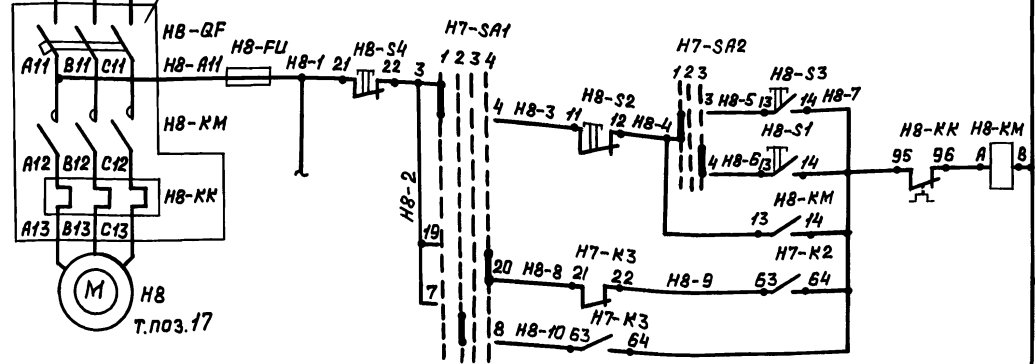 H8-QF
H8-FU
H8-S4
H7-SA1
H7-SA2
A11 B11 C11
H8-A11
H8-1
21
22
3
1 2 3 4
1 2 3
H8-S3
3 H8-5 13
14 H8-7
4 H8-3 11
H8-S2
12 H8-4
H8-S1
H8-KM
H8-KK
H8-KM
A12 B12 C12
4 H8-6 13
14
95
96
A
B
H8-KK
H8-2
H8-KM
13
14
A13 B13 C13
19
H7-K3
H7-K2
20 H8-8 21
22
H8-9
63
64
M
H8
7
т.поз.17
H7-K3
8 H8-10 63
64